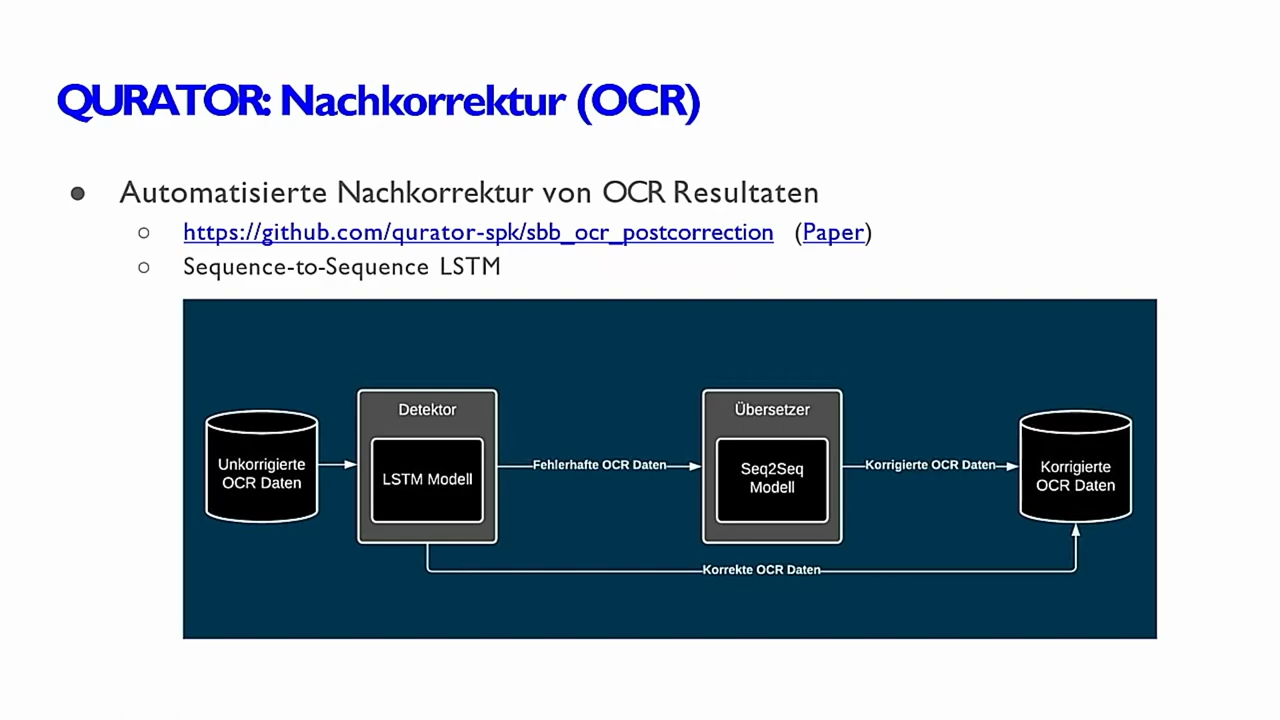 QURATOR: Nachkorrektur (OCR)
● Automatisierte Nachkorrektur von OCR Resultaten
○ https://github.com/qurator-spk/sbb_ocr_postcorrection (Paper)
○ Sequence-to-Sequence LSTM
Unkorrigierte
OCR Daten
Detektor
LSTM Modell
Fehlerhafte OCR Daten
Übersetzer
Seq2Seq
Modell
Korrigierte OCR Daten
Korrigierte
OCR Daten
Korrekte OCR Daten